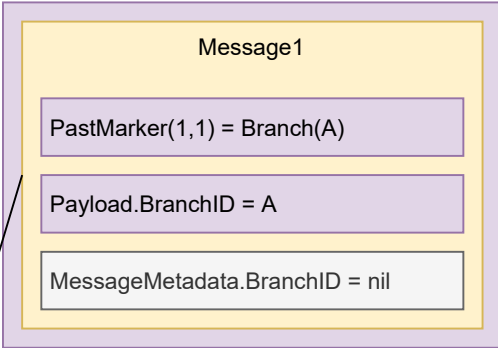 Message1
PastMarker(1,1) = Branch(A)
Payload.BranchID = A
MessageMetadata.BranchID = nil